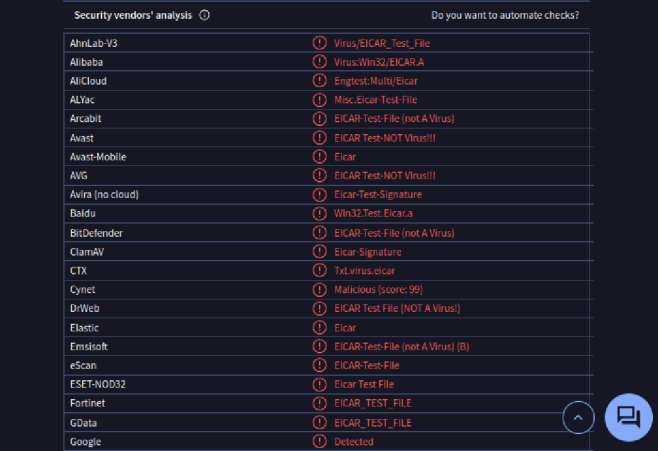 Security vendors' analysis Do you want to automate checks?
AhnLab-V3 Virus/EICAR_Test_File
Alibaba Virus:Win32/EICAR.A
AliCloud Engtest:Multi/Eicar
ALYac Misc.Eicar-Test-File
Arcabit EICAR-Test-File (not A Virus)
Avast EICAR Test-NOT Virus!!!
Avast-Mobile Eicar
AVG EICAR Test-NOT Virus!!!
Avira (no cloud) Eicar-Test-Signature
Baidu Win32.Test.Eicar.a
BitDefender EICAR-Test-File (not A Virus)
ClamAV Eicar-Signature
CTX Txt.virus.eicar
Cynet Malicious (score: 99)
DrWeb EICAR Test File (NOT A Virus!)
Elastic Eicar
Emsisoft EICAR-Test-File (not A Virus) (B)
eScan EICAR-Test-File
ESET-NOD32 Eicar Test File
Fortinet EICAR_TEST_FILE
GData EICAR_TEST_FILE
Google Detected